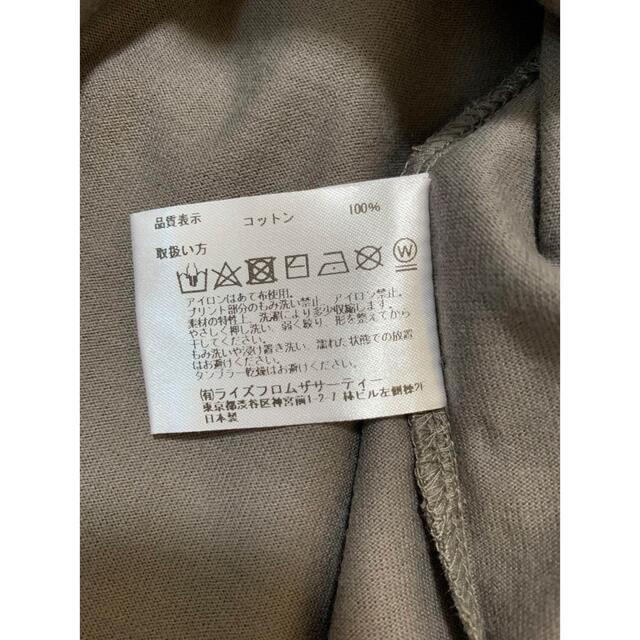 品質表示 コットン 100%
取扱い方
W
アイロンはあて布使用。
プリント部分のもみ洗い禁止、アイロン禁止。
素材の特性上、洗濯により多少収縮します。
やさしく押し洗い、弱く絞り、形を整えてから
干してください。
もみ洗いや浸け置き洗い、濡れた状態での放置
はお避けください。
タンブラー乾燥はお避けください。
(有)ライズフロムザサーティー
東京都渋谷区神宮前1-2-7 林ビル左側棟2F
日本製